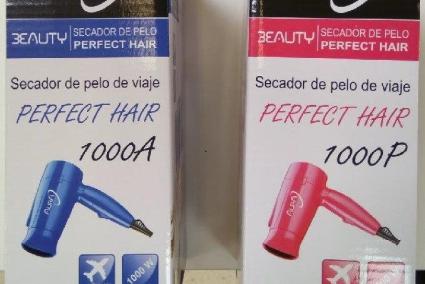 BEAUTY SECADOR DE PELO
PERFECT HAIR
Secador de pelo de viaje
PERFECT HAIR
1000A
1000 W
BEAUTY SECADOR DE PELO
PERFECT HAIR
Secador de pelo de viaje
PERFECT HAIR
1000P